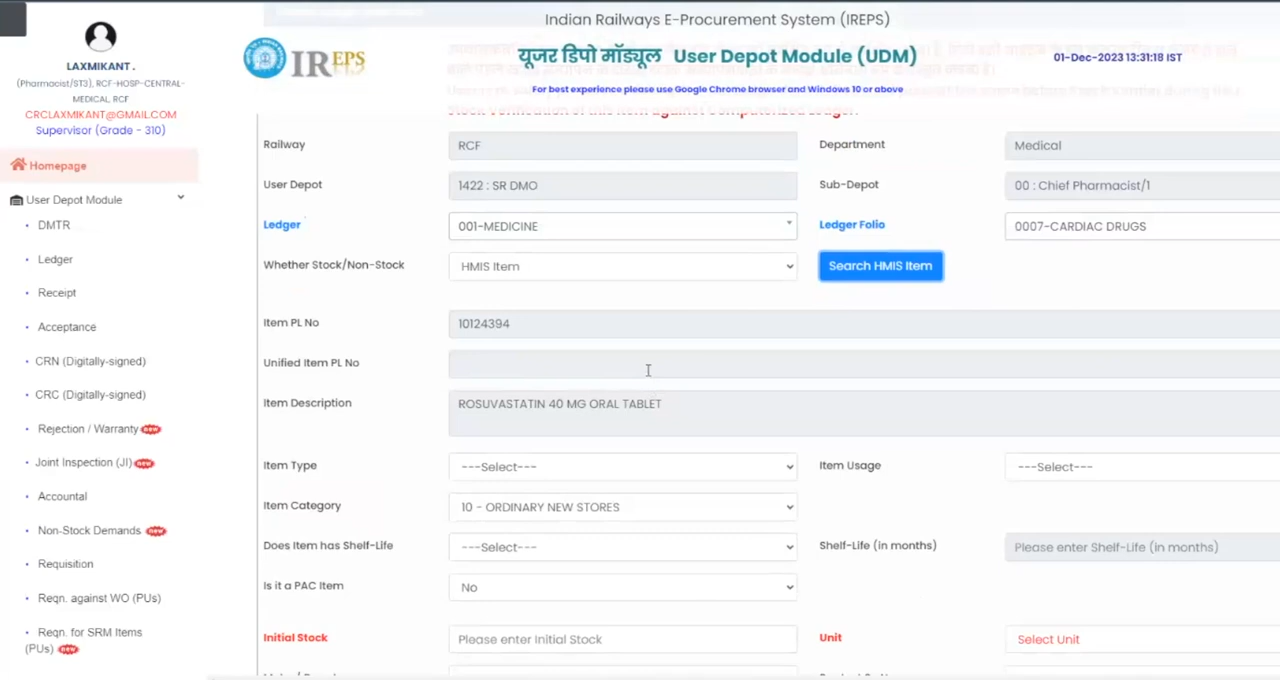 Indian Railways E-Procurement System (IREPS)
IREPS
यूजर डिपो मॉड्यूल User Depot Module (UDM)
01-Dec-2023 13:31:18 IST
For best experience please use Google Chrome browser and Windows 10 or above
Stock Verification of this item against Computerized Ledger.
LAXMIKANT .
(Pharmacist/ST3), RCF-HOSP-CENTRAL-
MEDICAL, RCF
CRCLAXMIKANT@GMAIL.COM
Supervisor (Grade - 310)
Homepage
User Depot Module
• DMTR
• Ledger
• Receipt
• Acceptance
• CRN (Digitally-signed)
• CRC (Digitally-signed)
• Rejection / Warranty new
• Joint Inspection (JI) new
• Accountal
• Non-Stock Demands new
• Requisition
• Reqn. against WO (PUs)
• Reqn. for SRM Items
(PUs) new
Railway RCF Department Medical
User Depot 1422 : SR DMO Sub-Depot 00 : Chief Pharmacist/1
Ledger 001-MEDICINE Ledger Folio 0007-CARDIAC DRUGS
Whether Stock/Non-Stock HMIS Item Search HMIS Item
Item PL No 10124394
Unified Item PL No
Item Description ROSUVASTATIN 40 MG ORAL TABLET
Item Type ---Select--- Item Usage ---Select---
Item Category 10 - ORDINARY NEW STORES
Does Item has Shelf-Life ---Select--- Shelf-Life (in months) Please enter Shelf-Life (in months)
Is it a PAC Item No
Initial Stock Please enter Initial Stock Unit Select Unit